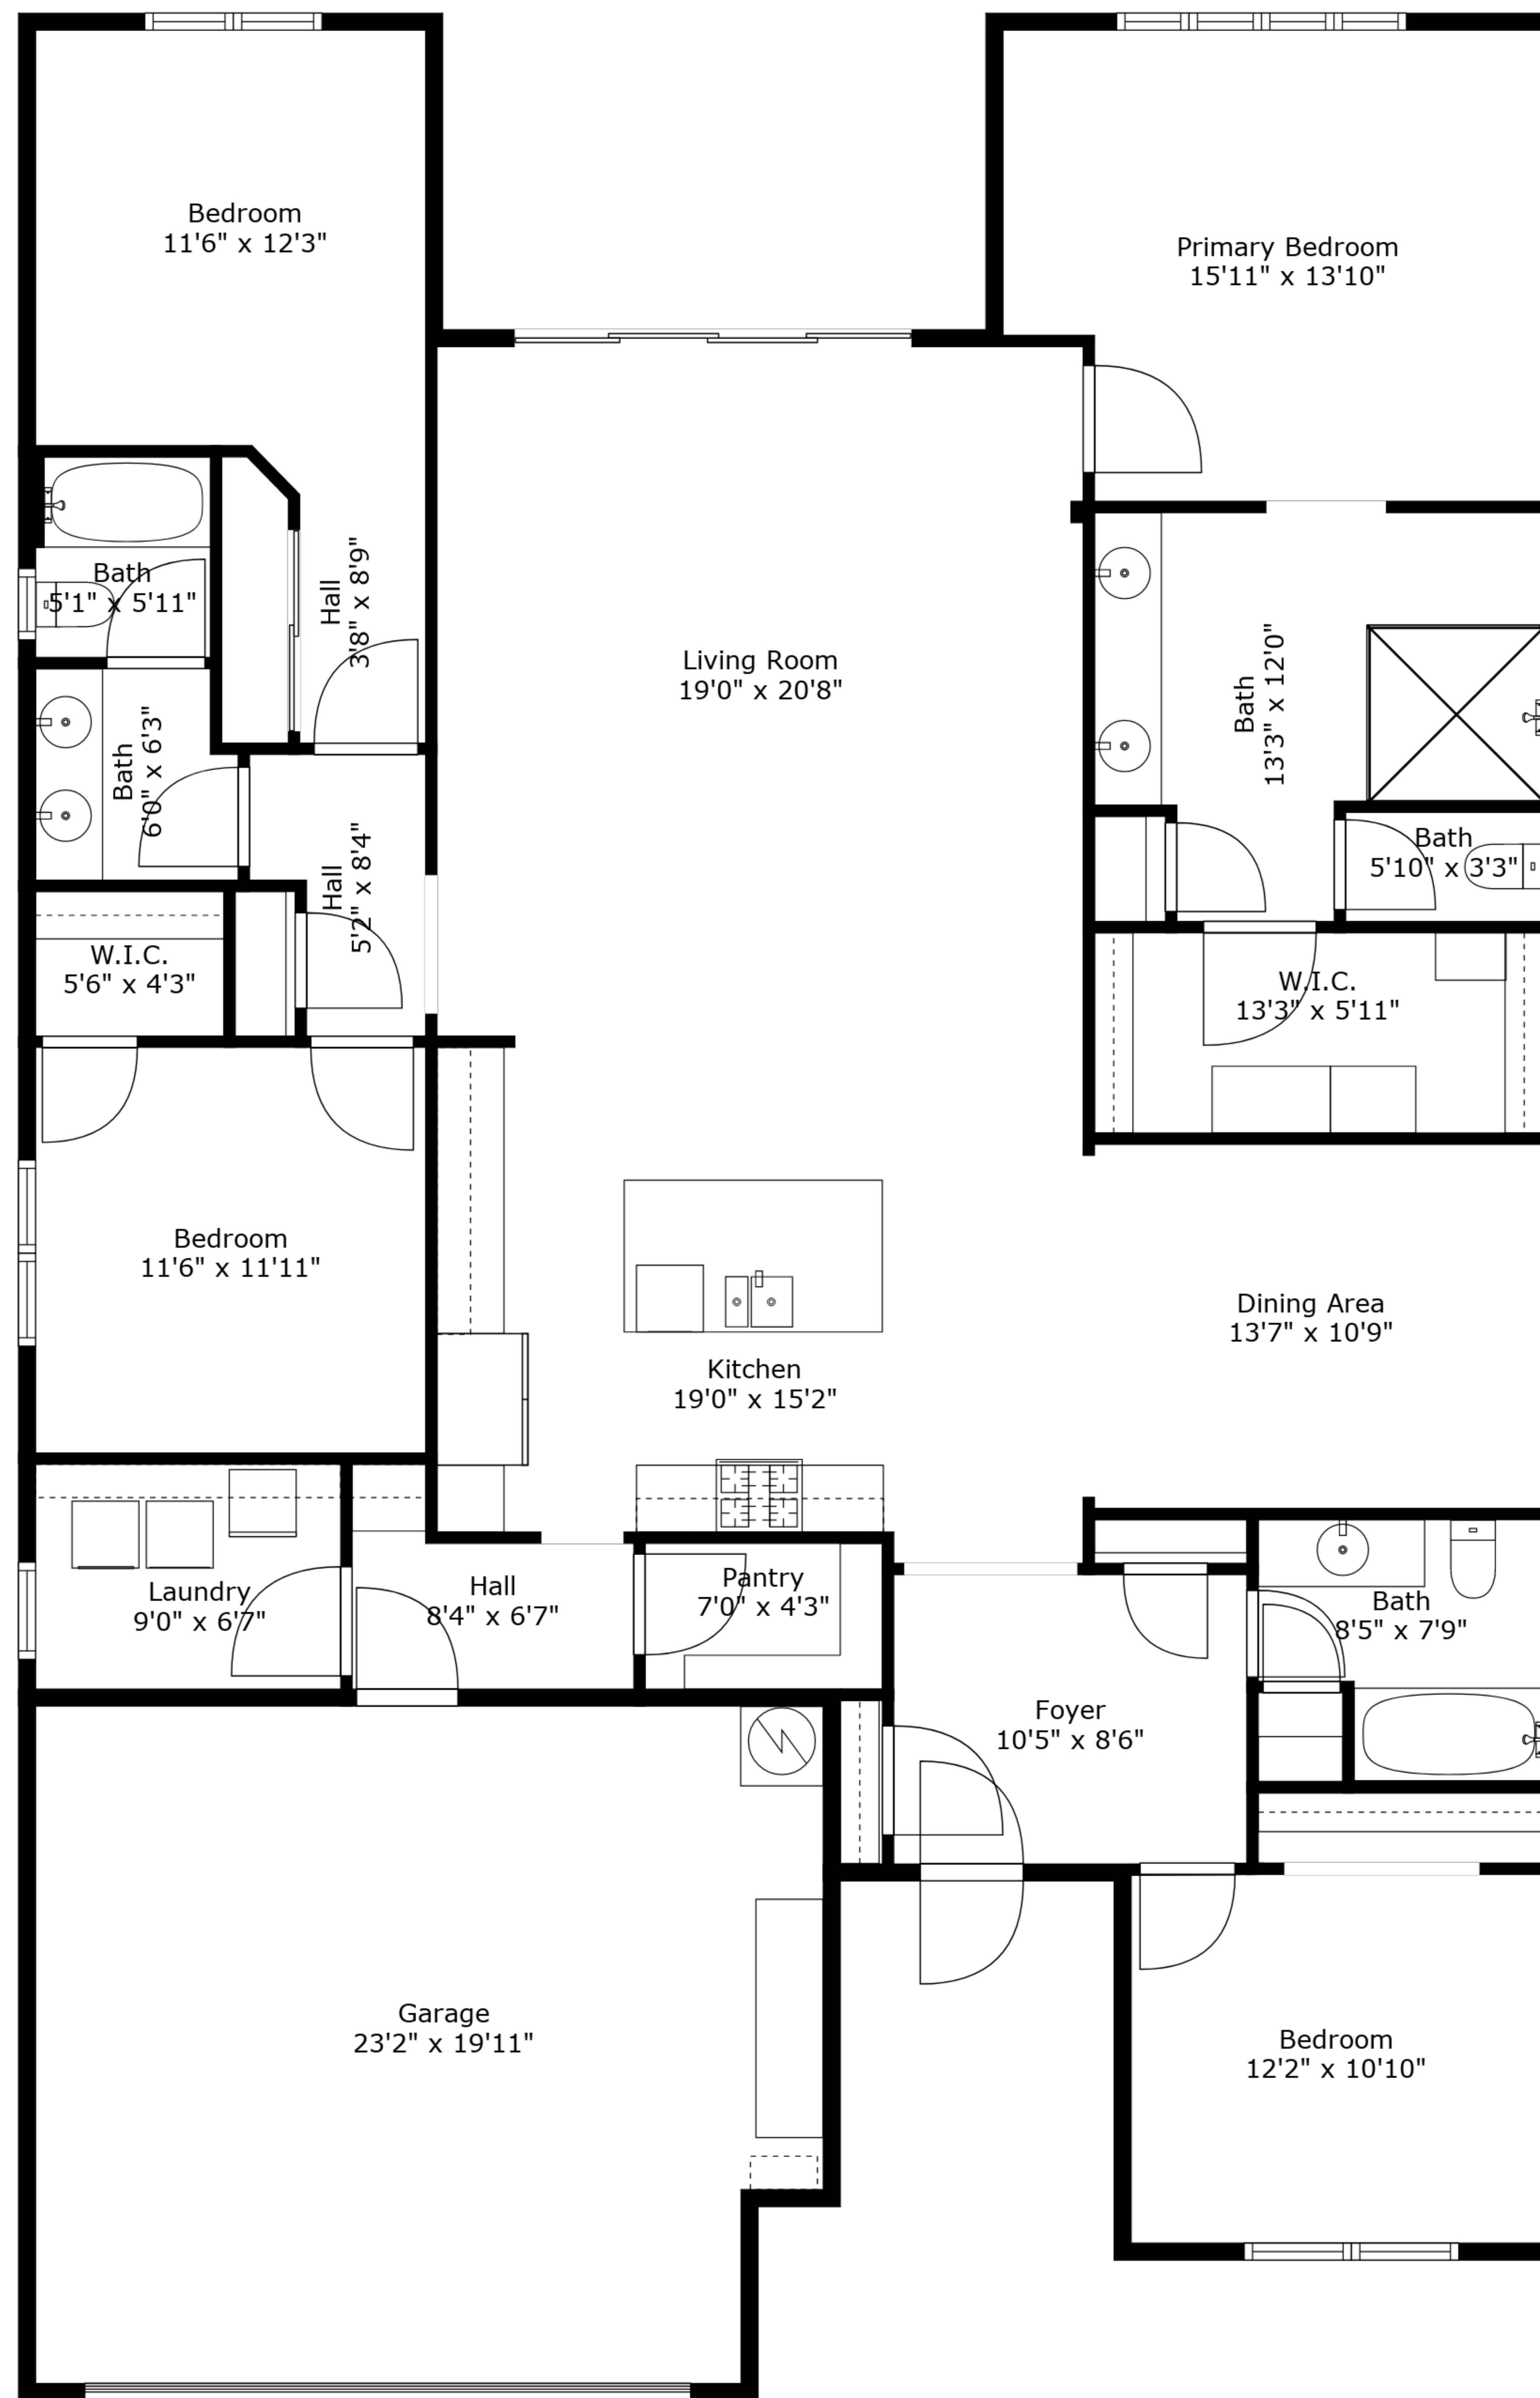 Bedroom
11'6" x 12'3"
Primary Bedroom
15'11" x 13'10"
Bath
5'1" x 5'11"
Hall
3'8" x 8'9"
Living Room
19'0" x 20'8"
Bath
13'3" x 12'0"
Bath
6'0" x 6'3"
Hall
5'2" x 8'4"
Bath
5'10" x 3'3"
W.I.C.
5'6" x 4'3"
W.I.C.
13'3" x 5'11"
Bedroom
11'6" x 11'11"
Dining Area
13'7" x 10'9"
Kitchen
19'0" x 15'2"
Laundry
9'0" x 6'7"
Hall
8'4" x 6'7"
Pantry
7'0" x 4'3"
Bath
8'5" x 7'9"
Foyer
10'5" x 8'6"
Garage
23'2" x 19'11"
Bedroom
12'2" x 10'10"